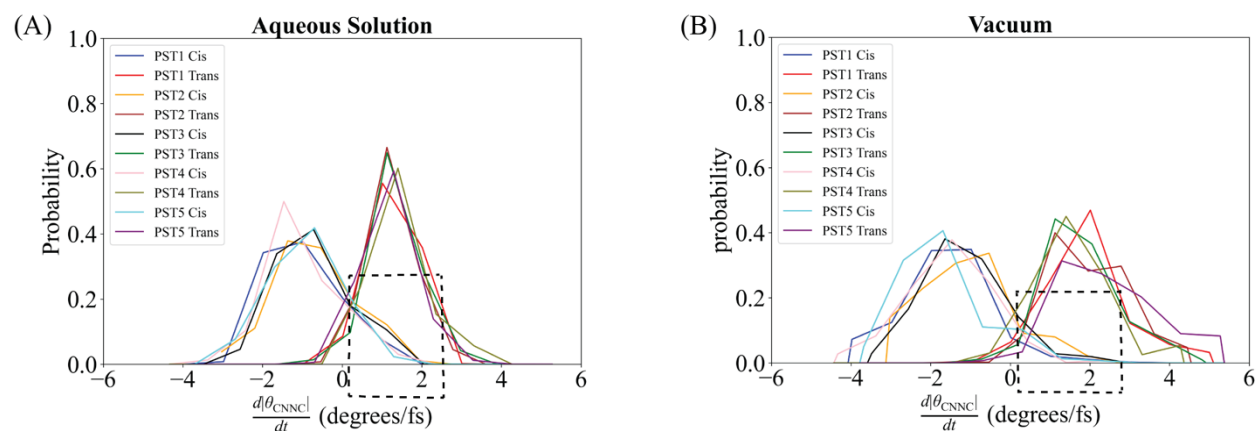 (A)
Aqueous Solution
1.0
0.8
0.6
0.4
0.2
0.0
Probability
PST1 Cis
PST1 Trans
PST2 Cis
PST2 Trans
PST3 Cis
PST3 Trans
PST4 Cis
PST4 Trans
PST5 Cis
PST5 Trans
−6 −4 −2 0 2 4 6
d|θCNNC|/dt (degrees/fs)
(B)
Vacuum
1.0
0.8
0.6
0.4
0.2
0.0
probability
PST1 Cis
PST1 Trans
PST2 Cis
PST2 Trans
PST3 Cis
PST3 Trans
PST4 Cis
PST4 Trans
PST5 Cis
PST5 Trans
−6 −4 −2 0 2 4 6
d|θCNNC|/dt (degrees/fs)